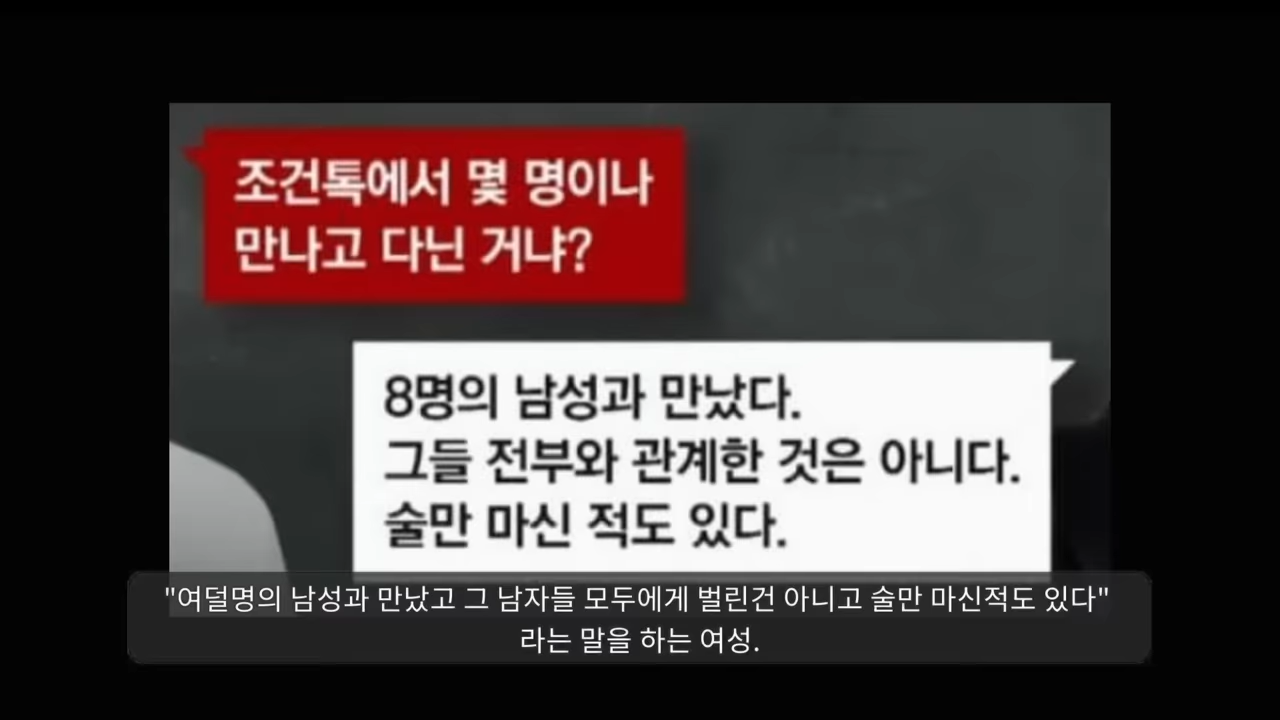 조건톡에서 몇 명이나
만나고 다닌 거냐?
8명의 남성과 만났다.
그들 전부와 관계한 것은 아니다.
술만 마신 적도 있다.
"여덜명의 남성과 만났고 그 남자들 모두에게 벌린건 아니고 술만 마신적도 있다"
라는 말을 하는 여성.